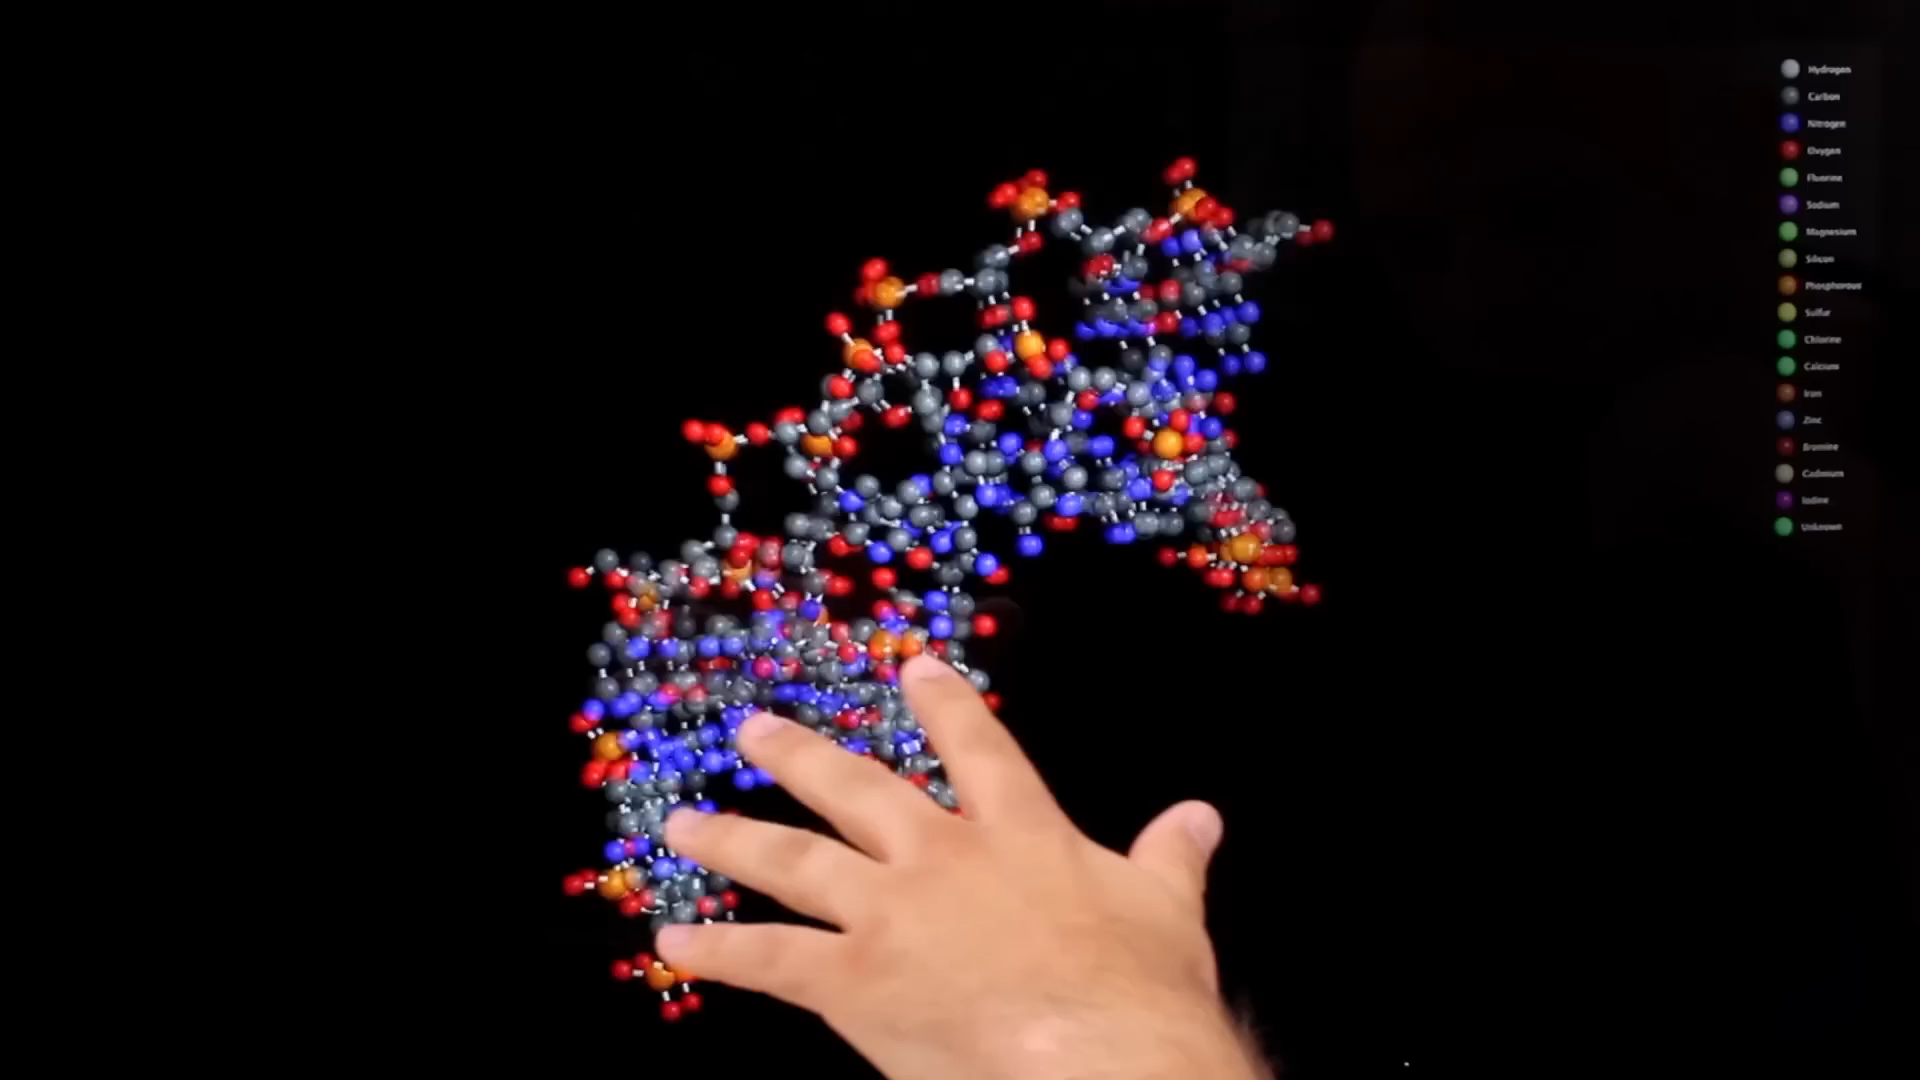 Hydrogen
Carbon
Nitrogen
Oxygen
Fluorine
Sodium
Magnesium
Silicon
Phosphorous
Sulfur
Chlorine
Calcium
Iron
Zinc
Bromine
Cadmium
Iodine
Unknown